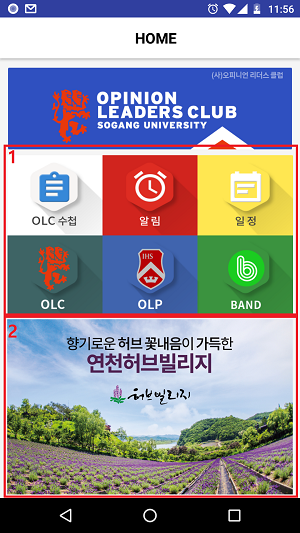 11:56
HOME
(사)오피니언 리더스 클럽
OPINION
LEADERS CLUB
SOGANG UNIVERSITY
1
OLC 수첩
알 림
일 정
IHS
OLC
OLP
BAND
2
향기로운 허브 꽃내음이 가득한
연천허브빌리지
허브빌리지